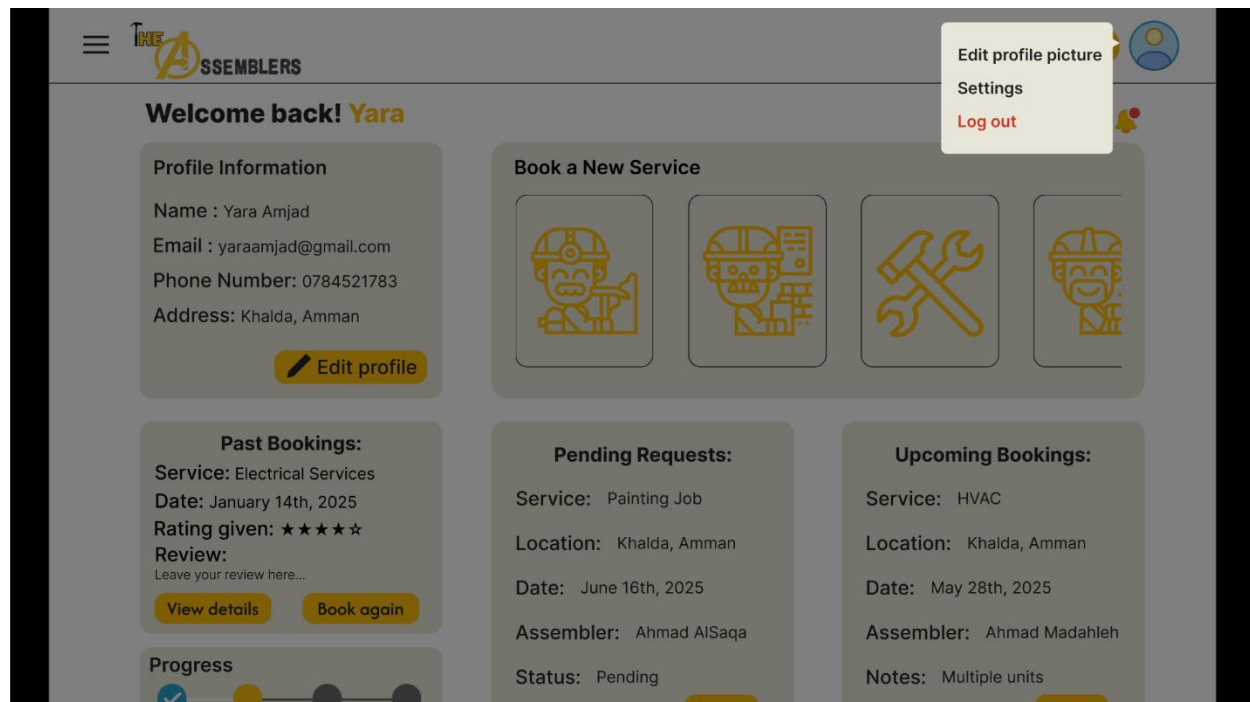 THE
ASSEMBLERS
Edit profile picture
Settings
Log out
Welcome back! Yara
Profile Information
Name : Yara Amjad
Email : yaraamjad@gmail.com
Phone Number: 0784521783
Address: Khalda, Amman
Edit profile
Book a New Service
Past Bookings:
Service: Electrical Services
Date: January 14th, 2025
Rating given: ★★★★☆
Review:
Leave your review here...
View details
Book again
Progress
Pending Requests:
Service: Painting Job
Location: Khalda, Amman
Date: June 16th, 2025
Assembler: Ahmad AlSaqa
Status: Pending
Upcoming Bookings:
Service: HVAC
Location: Khalda, Amman
Date: May 28th, 2025
Assembler: Ahmad Madahleh
Notes: Multiple units